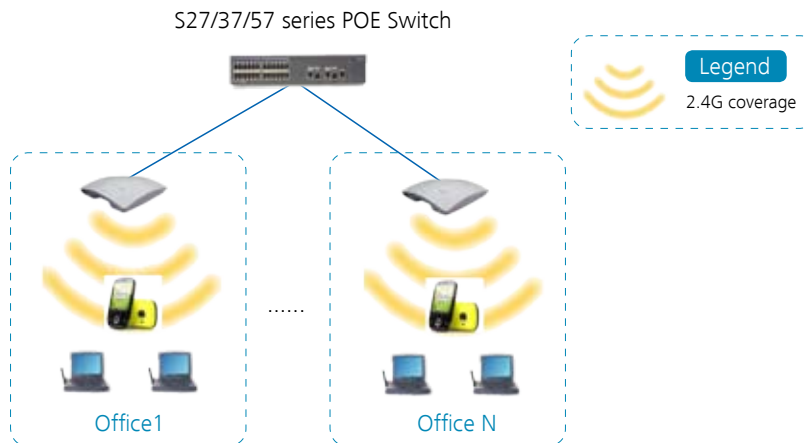 S27/37/57 series POE Switch
Legend
2.4G coverage
......
Office1
Office N